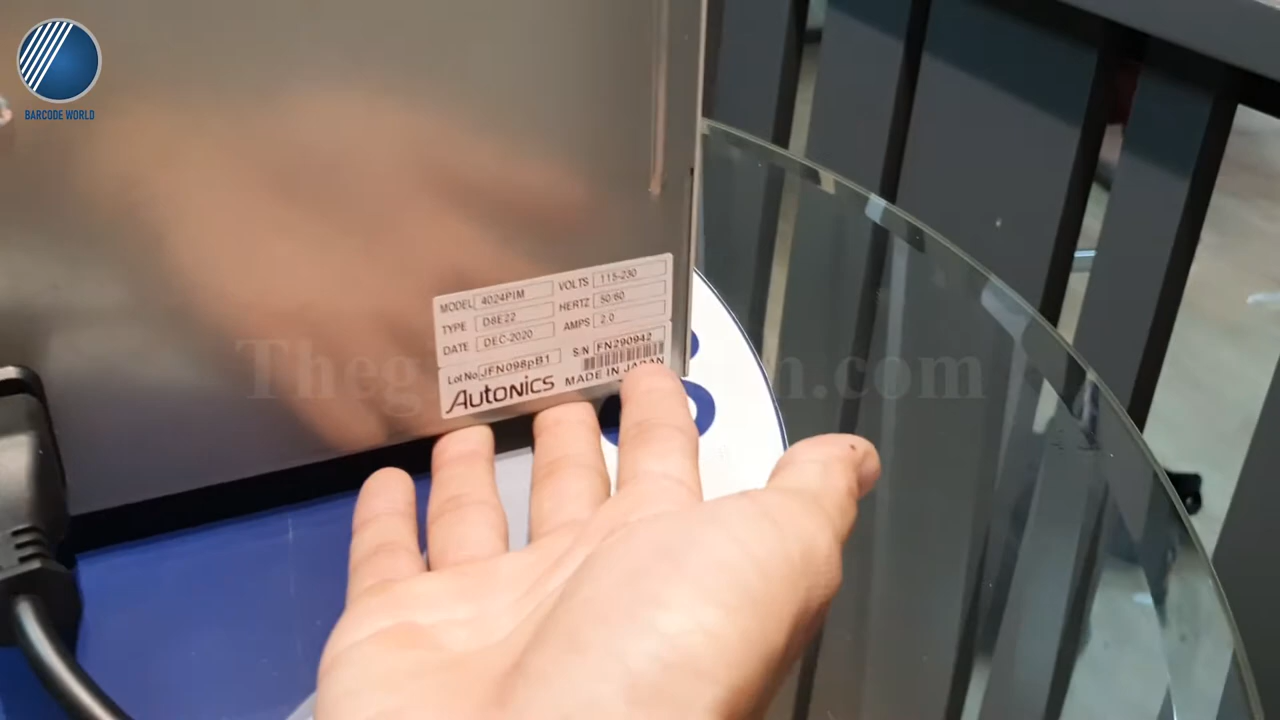 BARCODE WORLD
MODEL 4024PIM VOLTS 115-230
TYPE D8E22 HERTZ 50/60
DATE DEC-2020 AMPS 2.0
Lot No JFN098pB1 S/N FN290942
Autonics MADE IN JAPAN